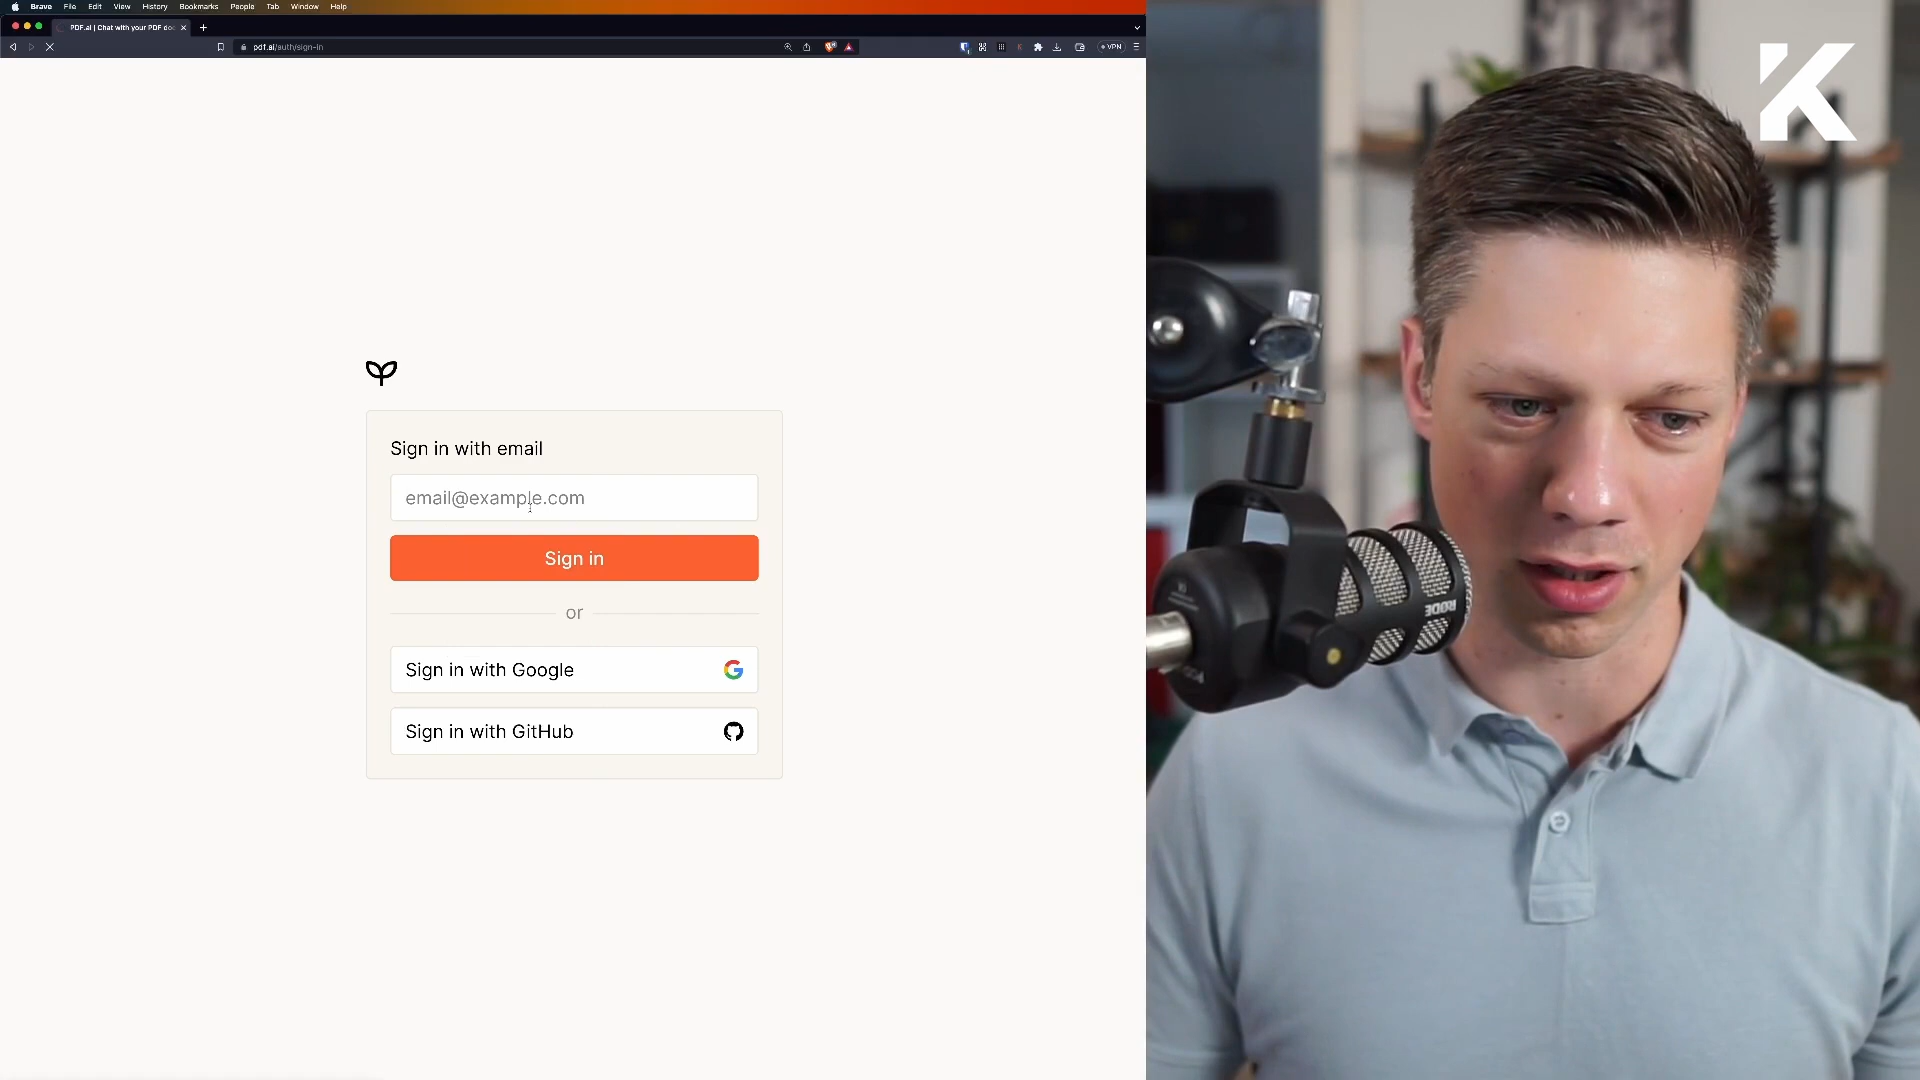 Brave File Edit View History Bookmarks People Tab Window Help
PDF.ai | Chat with your PDF doc
pdf.ai/auth/sign-in
VPN
K
Sign in with email
email@example.com
Sign in
or
Sign in with Google
Sign in with GitHub
RØDE